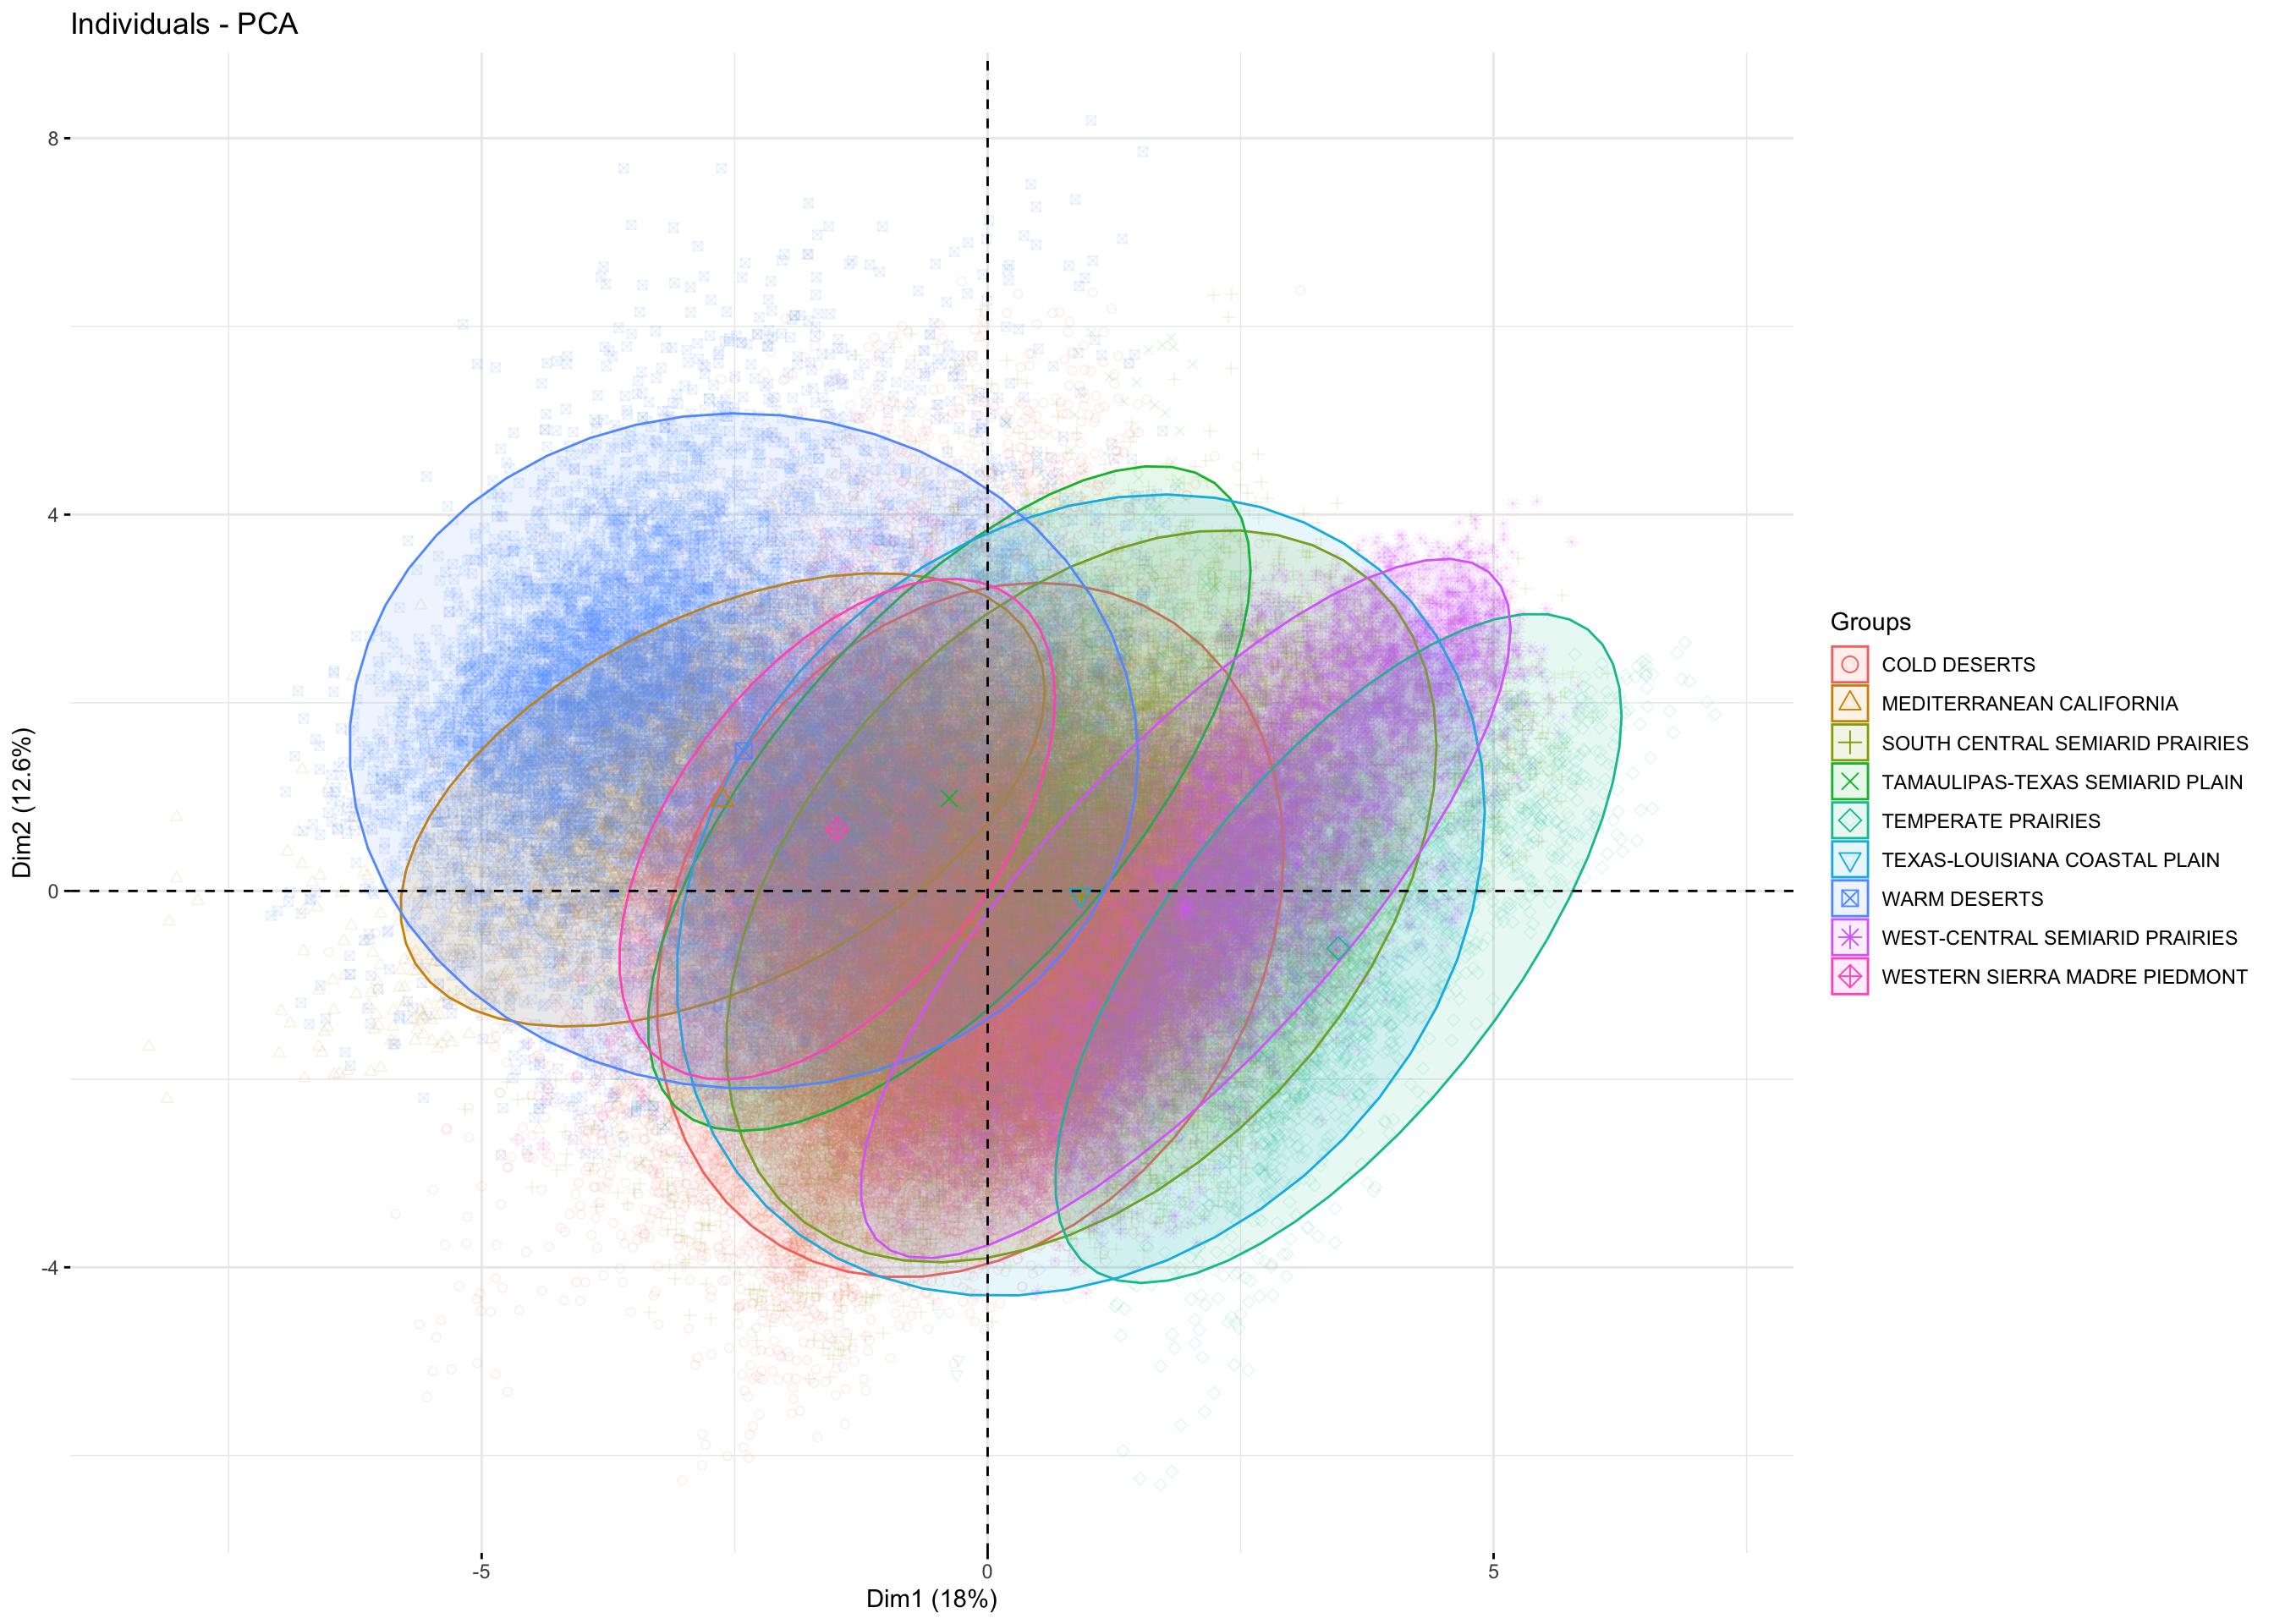 Individuals - PCA
8
4
0
-4
-5
0
5
Dim2 (12.6%)
Dim1 (18%)
Groups
COLD DESERTS
MEDITERRANEAN CALIFORNIA
SOUTH CENTRAL SEMIARID PRAIRIES
TAMAULIPAS-TEXAS SEMIARID PLAIN
TEMPERATE PRAIRIES
TEXAS-LOUISIANA COASTAL PLAIN
WARM DESERTS
WEST-CENTRAL SEMIARID PRAIRIES
WESTERN SIERRA MADRE PIEDMONT